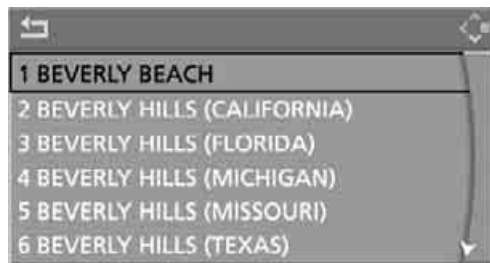 1 BEVERLY BEACH
2 BEVERLY HILLS (CALIFORNIA)
3 BEVERLY HILLS (FLORIDA)
4 BEVERLY HILLS (MICHIGAN)
5 BEVERLY HILLS (MISSOURI)
6 BEVERLY HILLS (TEXAS)